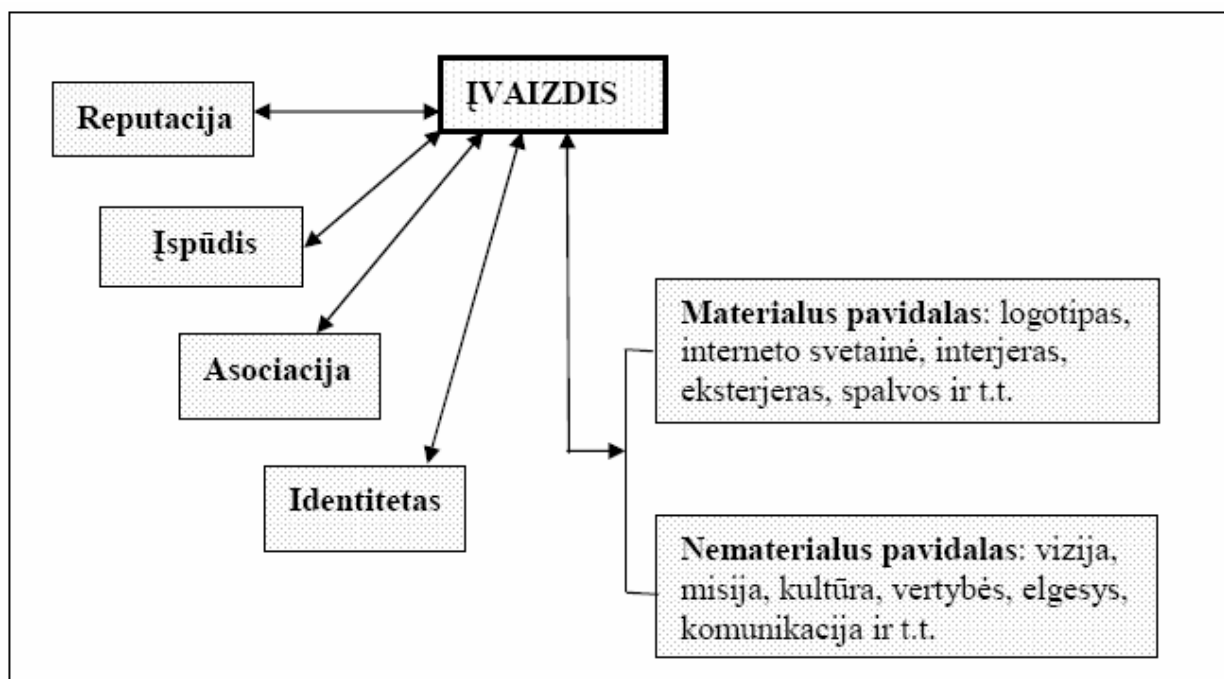 ĮVAIZDIS
Reputacija
Įspūdis
Asociacija
Identitetas
Materialus pavidalas: logotipas,
interneto svetainė, interjeras,
eksterjeras, spalvos ir t.t.
Nematerialus pavidalas: vizija,
misija, kultūra, vertybės, elgesys,
komunikacija ir t.t.